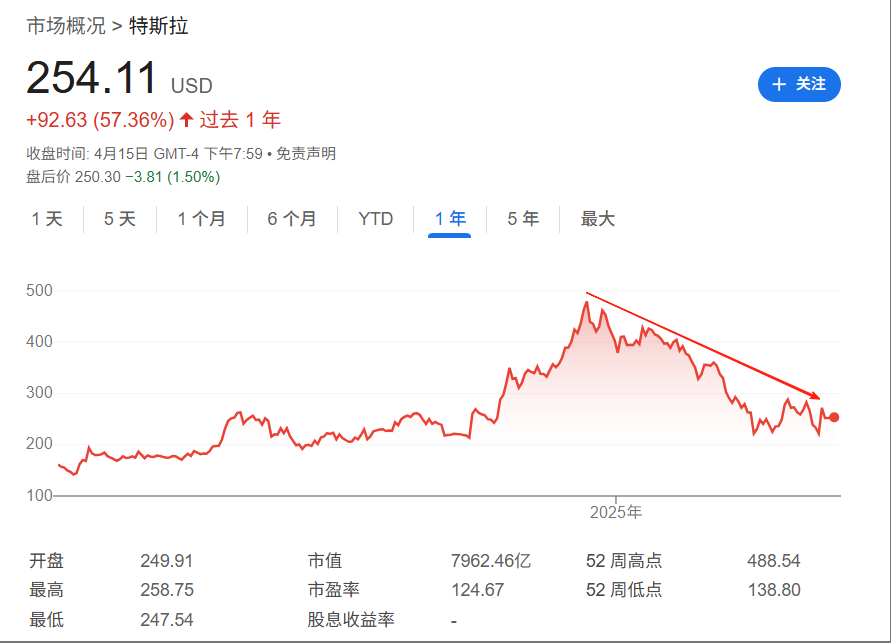 市场概况 > 特斯拉
254.11 USD
+ 关注
+92.63 (57.36%) 过去 1 年
收盘时间: 4月15日 GMT-4 下午7:59 • 免责声明
盘后价 250.30 −3.81 (1.50%)
1 天 5 天 1 个月 6 个月 YTD 1 年 5 年 最大
500
400
300
200
100
2025年
开盘 249.91 市值 7962.46亿 52 周高点 488.54
最高 258.75 市盈率 124.67 52 周低点 138.80
最低 247.54 股息收益率 -